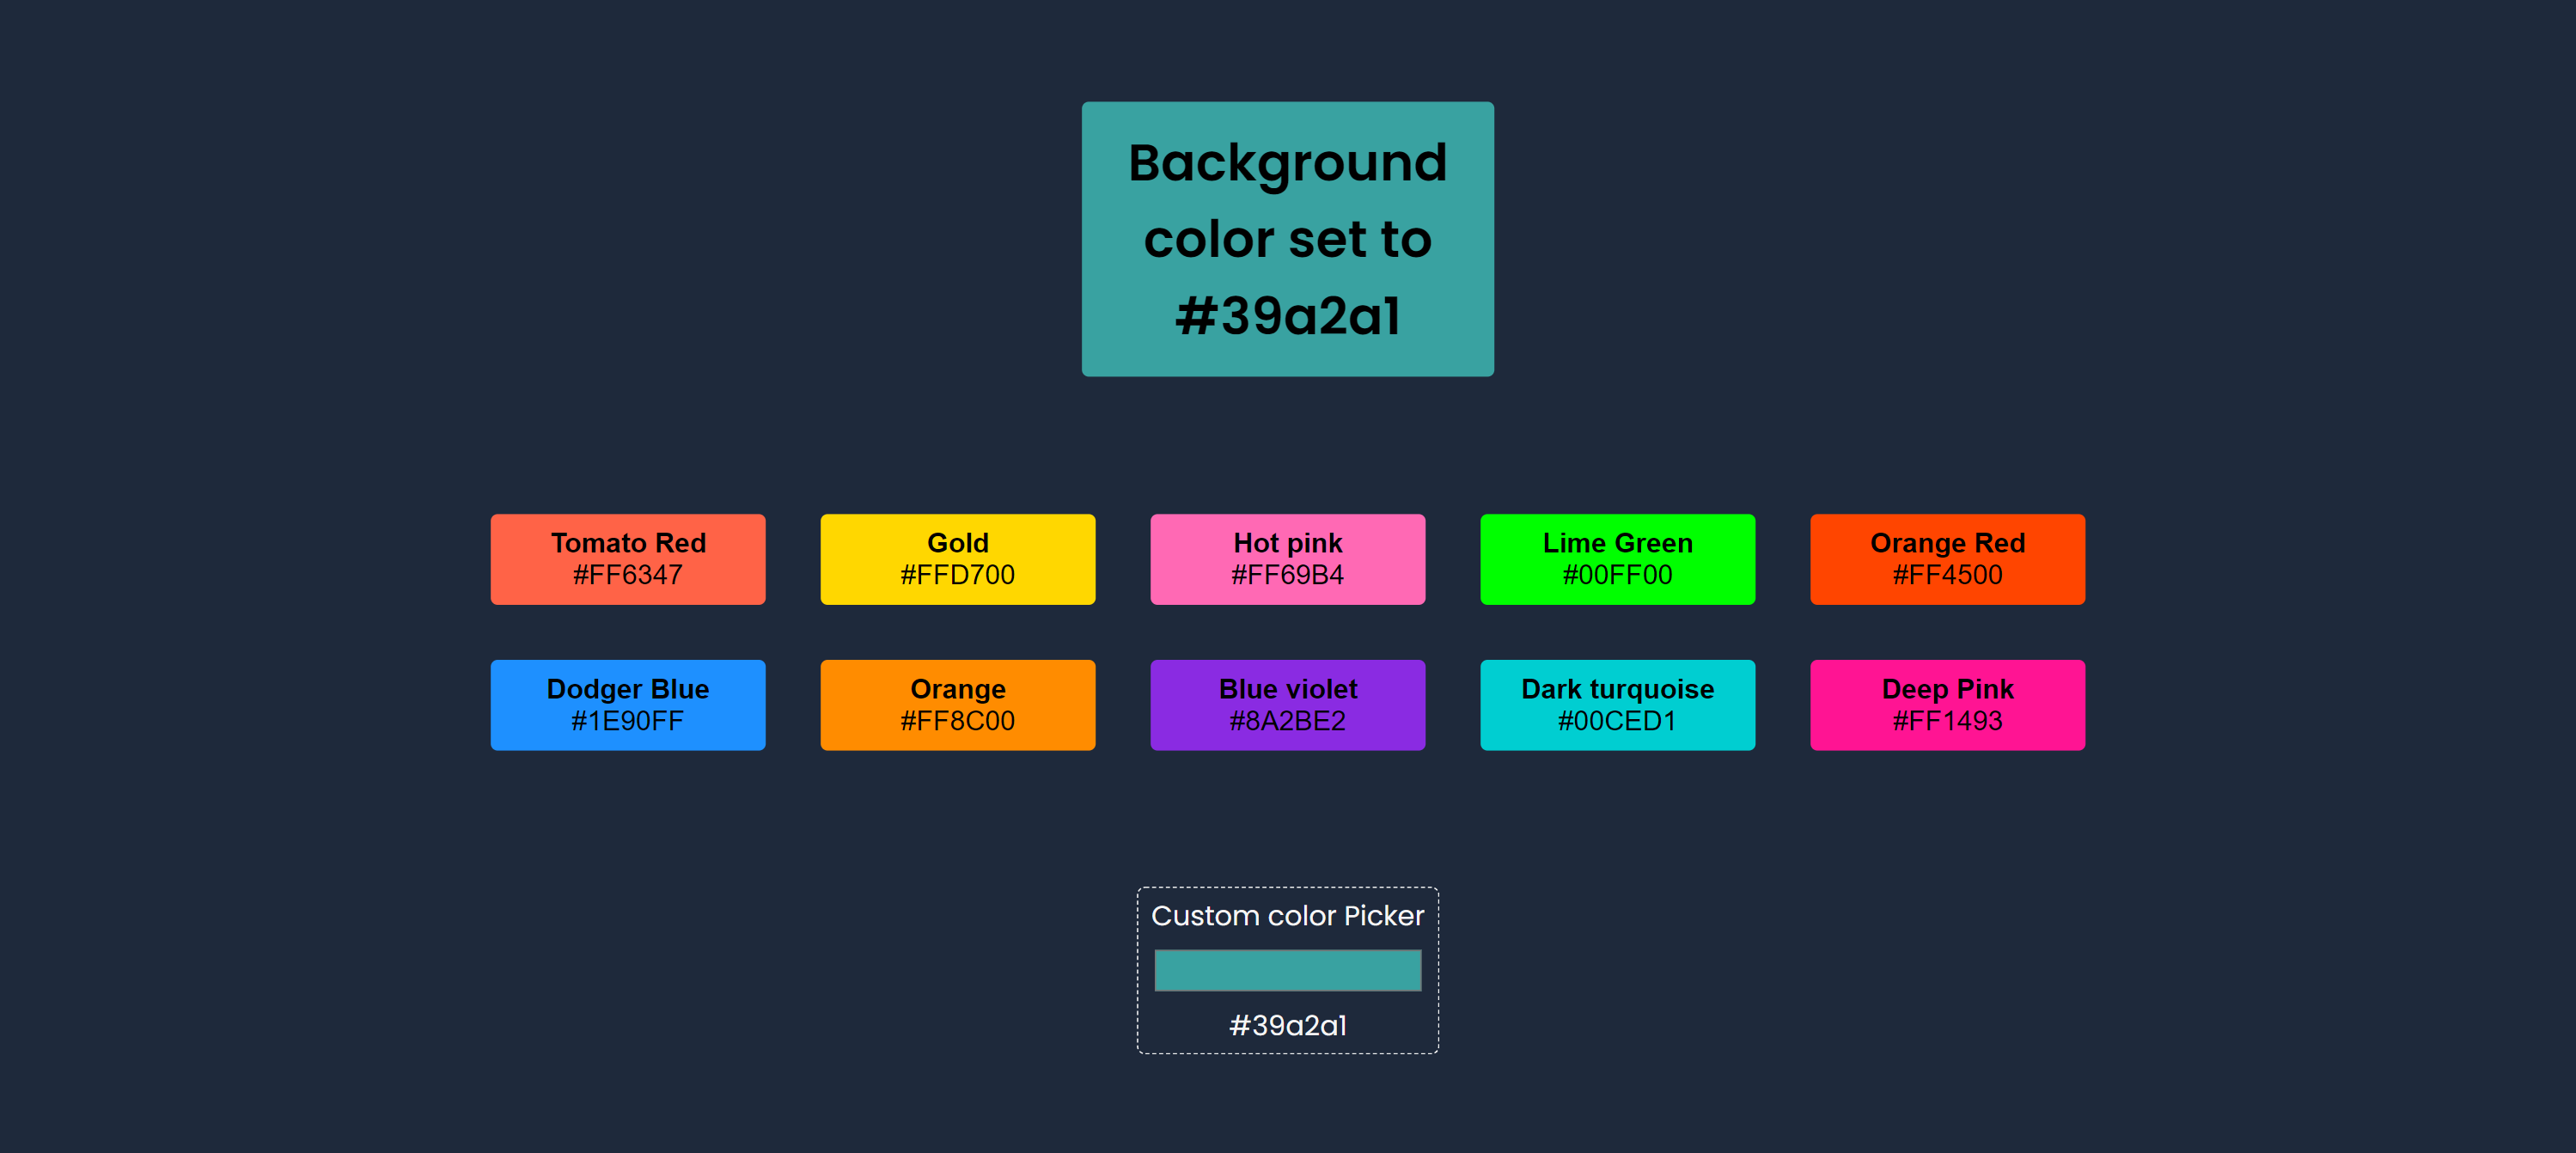 Background
color set to
#39a2a1
Tomato Red
#FF6347
Gold
#FFD700
Hot pink
#FF69B4
Lime Green
#00FF00
Orange Red
#FF4500
Dodger Blue
#1E90FF
Orange
#FF8C00
Blue violet
#8A2BE2
Dark turquoise
#00CED1
Deep Pink
#FF1493
Custom color Picker
#39a2a1